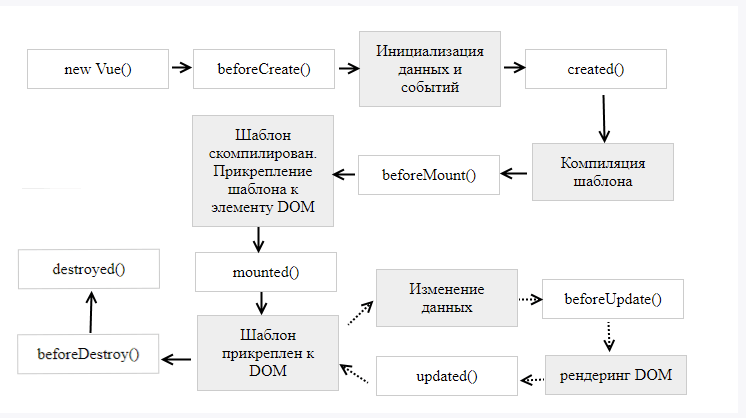 new Vue()
beforeCreate()
Инициализация
данных и
событий
created()
Компиляция
шаблона
beforeMount()
Шаблон
скомпилирован.
Прикрепление
шаблона к
элементу DOM
mounted()
Шаблон
прикреплен к
DOM
Изменение
данных
beforeUpdate()
рендеринг DOM
updated()
beforeDestroy()
destroyed()